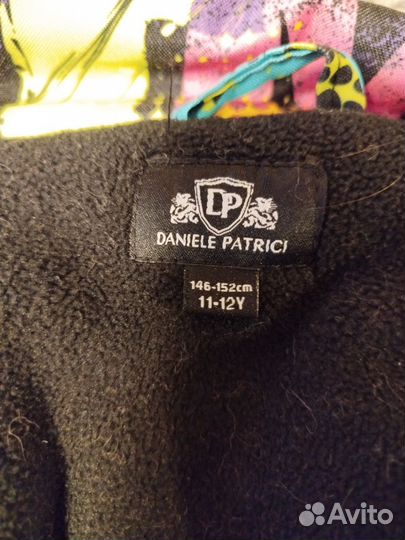 DP
DANIELE PATRICI
146-152cm
11-12Y
Avito